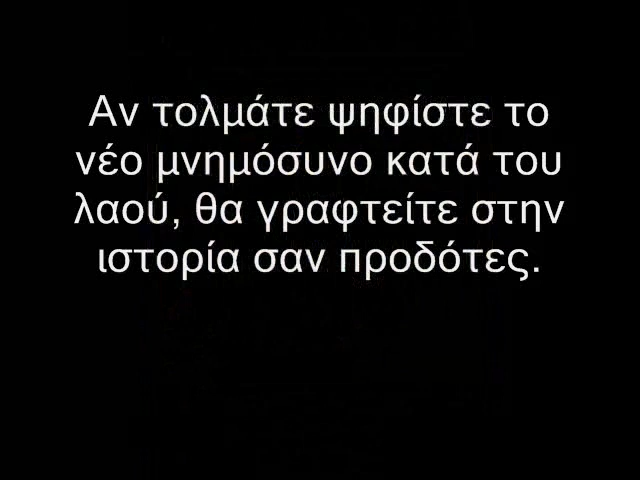 Αν τολμάτε ψηφίστε το
νέο μνημόσυνο κατά του
λαού, θα γραφτείτε στην
ιστορία σαν προδότες.